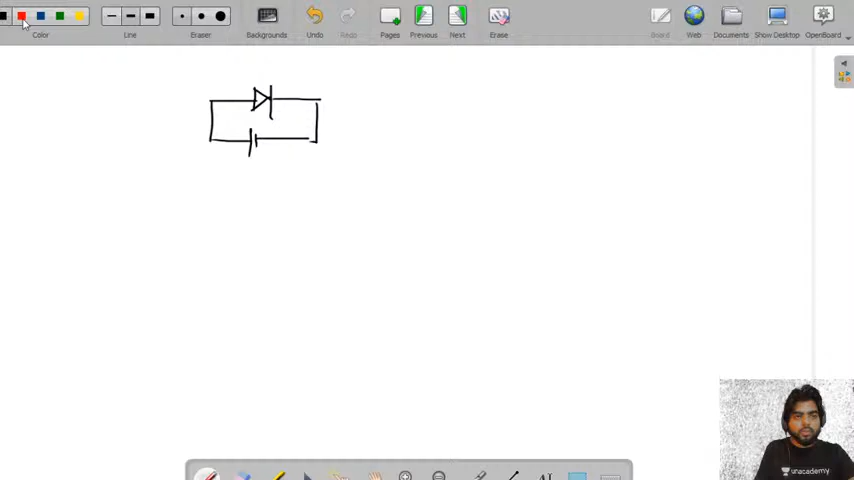 Color
Line
Eraser
Backgrounds
Undo
Redo
Pages
Previous
Next
Erase
Board
Web
Documents
Show Desktop
OpenBoard
unacademy